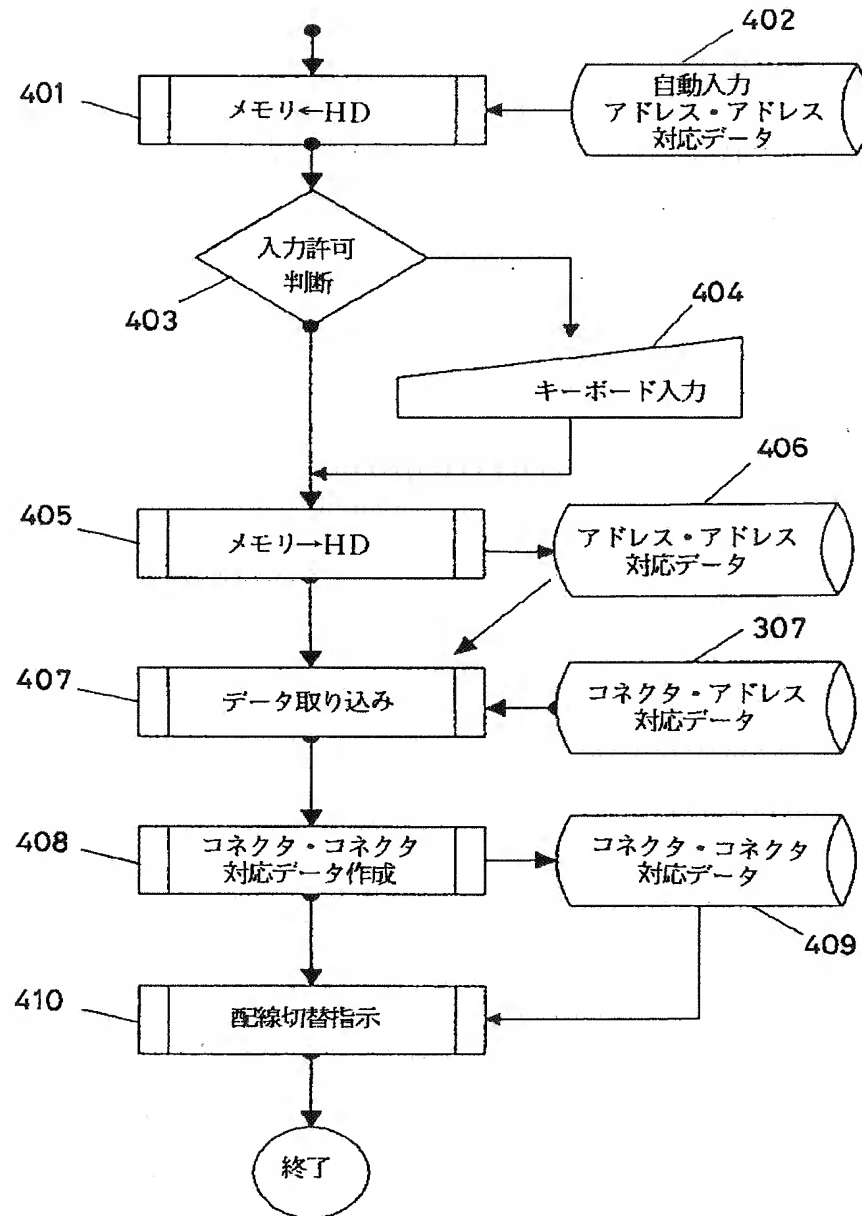 402
401
メモリ←HD
自動入力
アドレス・アドレス
対応データ
入力許可
判断
403
404
キーボード入力
406
405
メモリ→HD
アドレス・アドレス
対応データ
307
407
データ取り込み
コネクタ・アドレス
対応データ
408
コネクタ・コネクタ
対応データ作成
コネクタ・コネクタ
対応データ
409
410
配線切替指示
終了